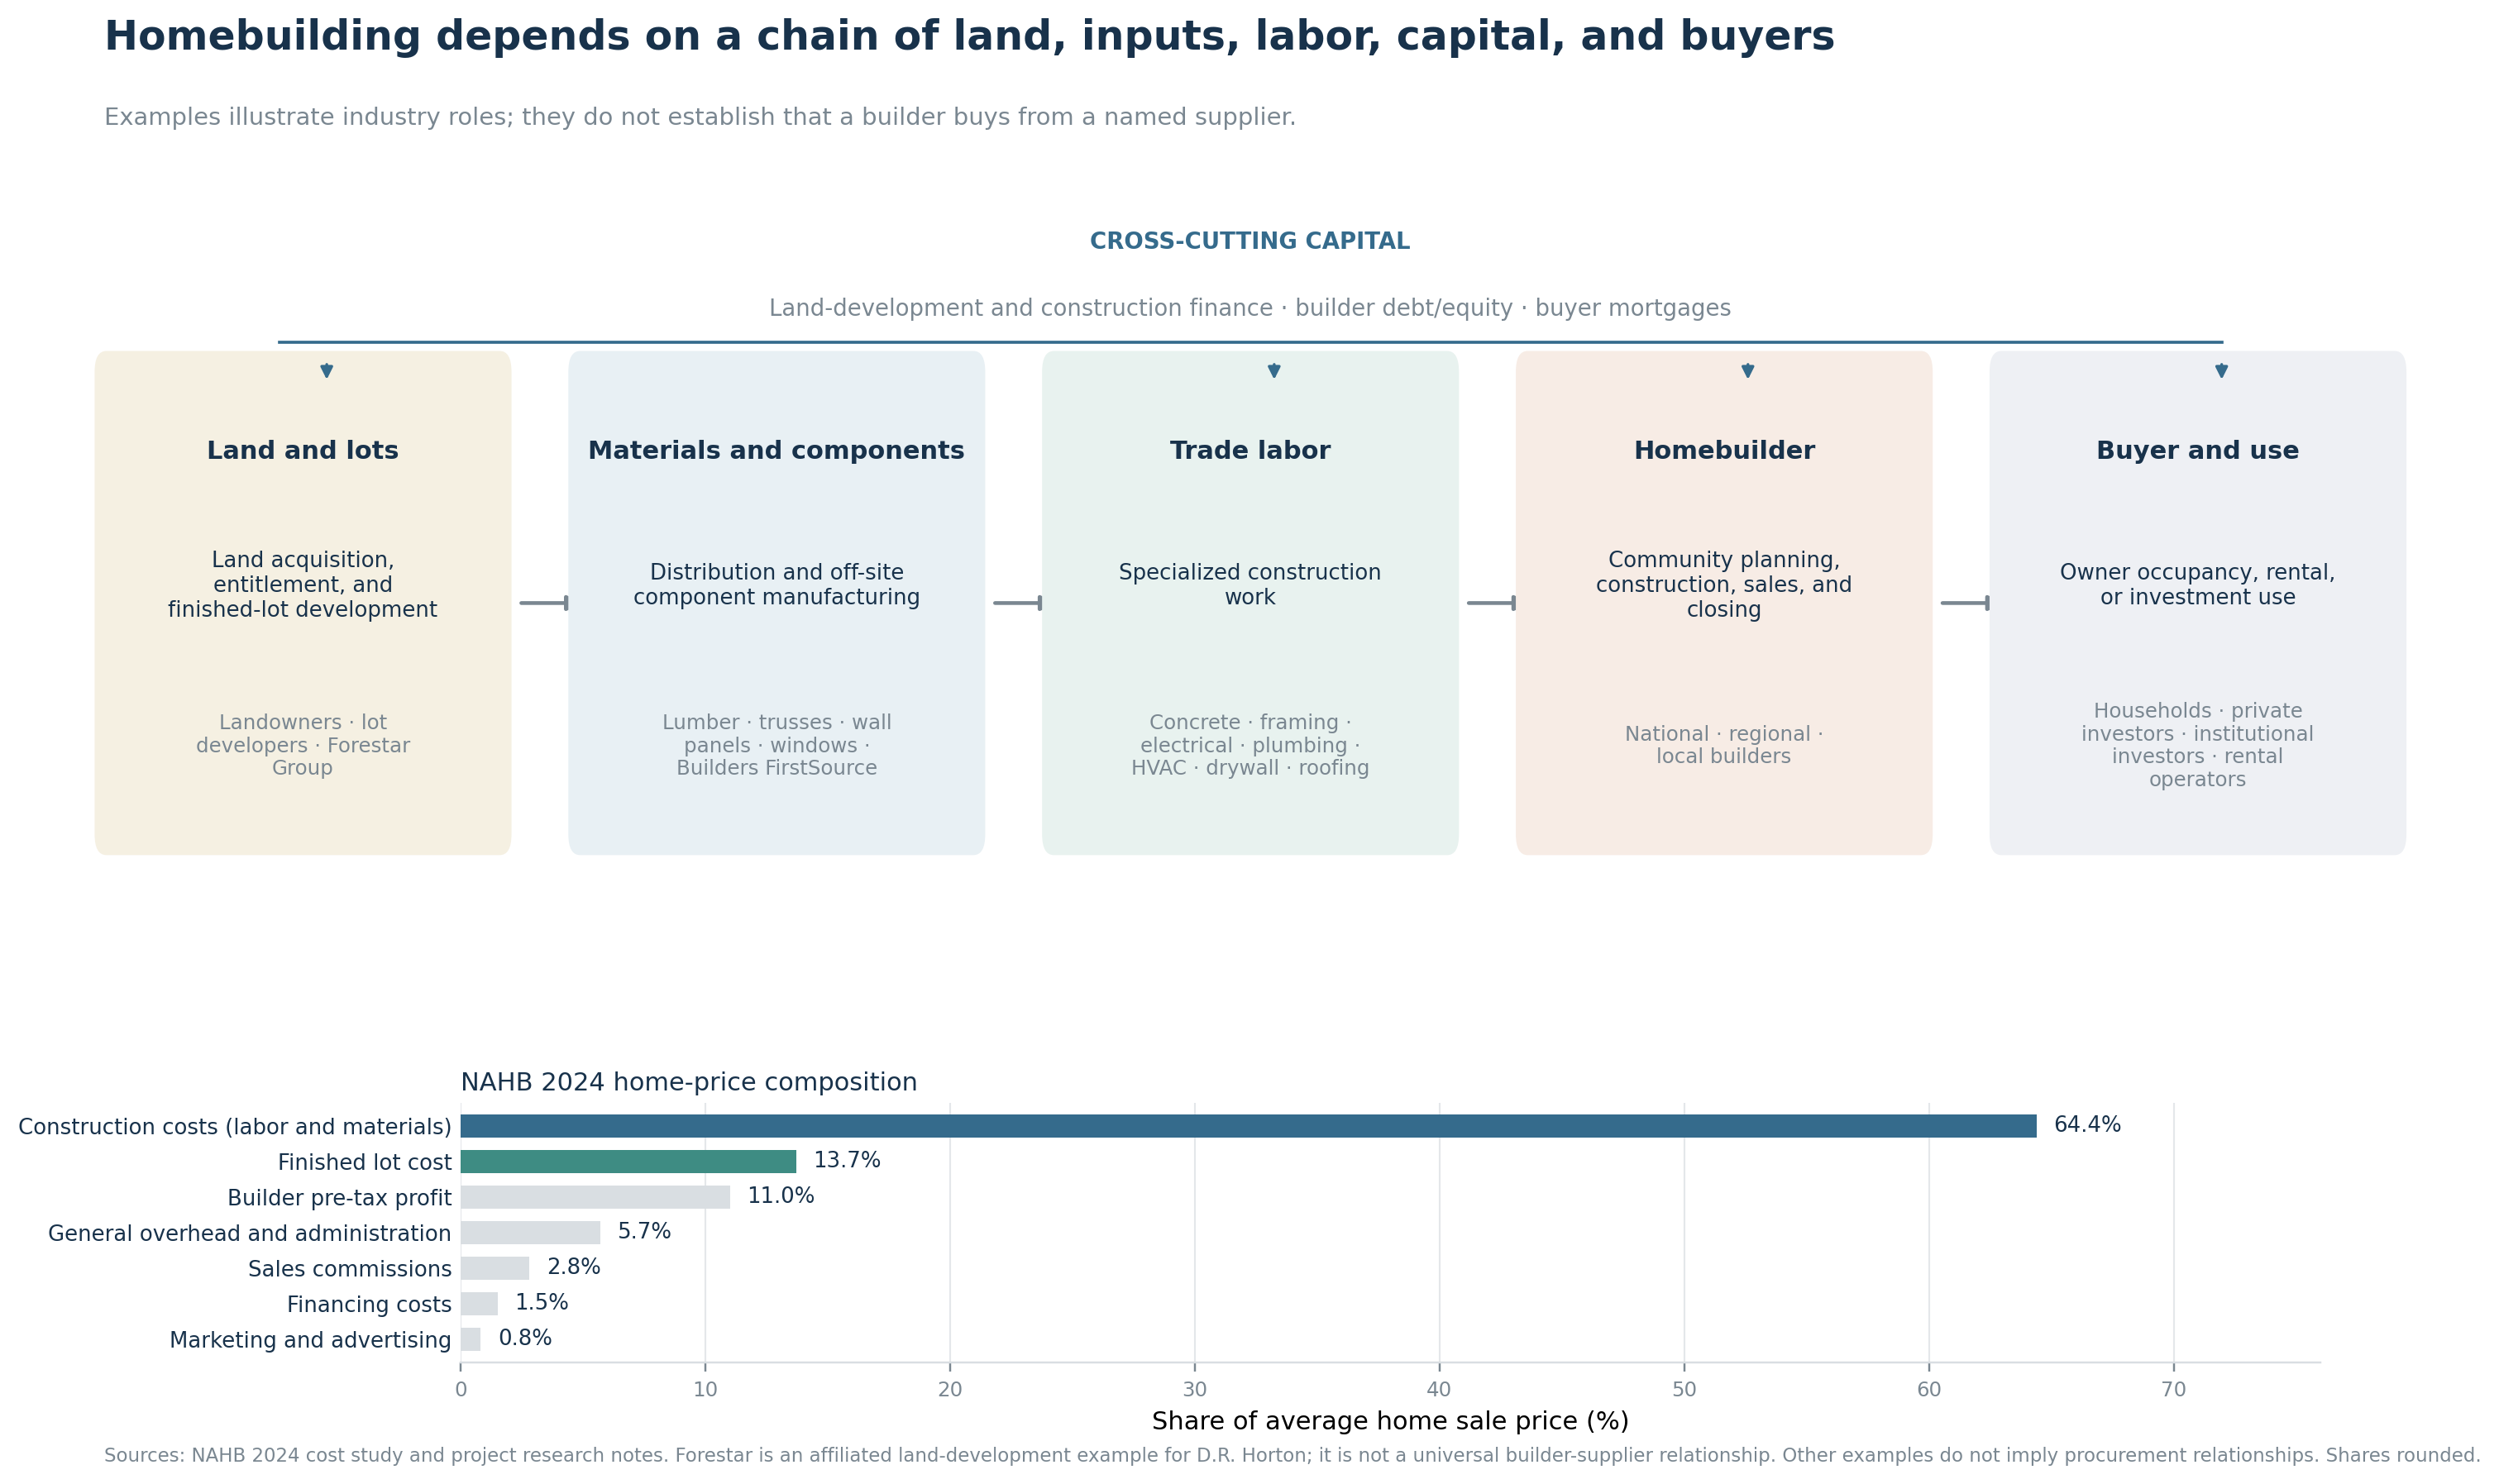 Homebuilding depends on a chain of land, inputs, labor, capital, and buyers
Examples illustrate industry roles; they do not establish that a builder buys from a named supplier.
CROSS-CUTTING CAPITAL
Land-development and construction finance · builder debt/equity · buyer mortgages
Land and lots
Land acquisition,
entitlement, and
finished-lot development
Landowners · lot
developers · Forestar
Group
Materials and components
Distribution and off-site
component manufacturing
Lumber · trusses · wall
panels · windows ·
Builders FirstSource
Trade labor
Specialized construction
work
Concrete · framing ·
electrical · plumbing ·
HVAC · drywall · roofing
Homebuilder
Community planning,
construction, sales, and
closing
National · regional ·
local builders
Buyer and use
Owner occupancy, rental,
or investment use
Households · private
investors · institutional
investors · rental
operators
NAHB 2024 home-price composition
Construction costs (labor and materials) 64.4%
Finished lot cost 13.7%
Builder pre-tax profit 11.0%
General overhead and administration 5.7%
Sales commissions 2.8%
Financing costs 1.5%
Marketing and advertising 0.8%
0 10 20 30 40 50 60 70
Share of average home sale price (%)
Sources: NAHB 2024 cost study and project research notes. Forestar is an affiliated land-development example for D.R. Horton; it is not a universal builder-supplier relationship. Other examples do not imply procurement relationships. Shares rounded.